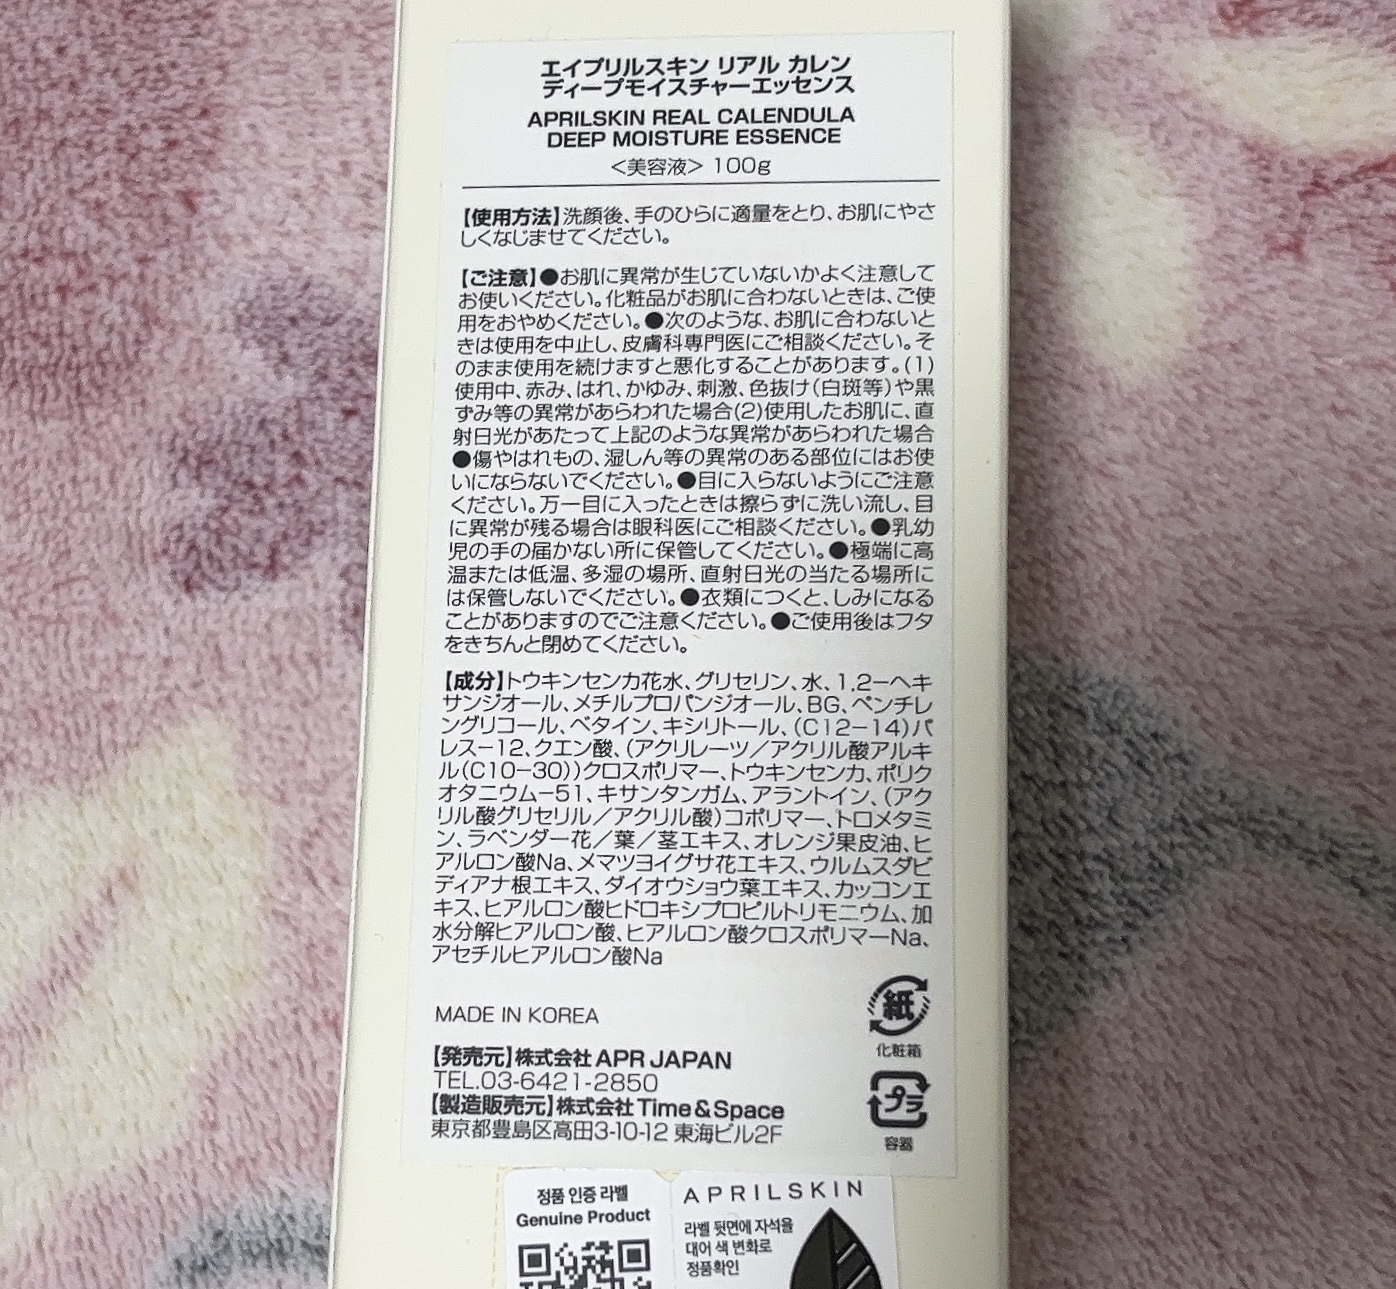 エイプリルスキン リアル カレン
ディープモイスチャーエッセンス
APRILSKIN REAL CALENDULA
DEEP MOISTURE ESSENCE
＜美容液＞ 100g
【使用方法】洗顔後、手のひらに適量をとり、お肌にやさ
しくなじませてください。
【ご注意】●お肌に異常が生じていないかよく注意して
お使いください。化粧品がお肌に合わないときは、ご使
用をおやめください。●次のような、お肌に合わないと
きは使用を中止し、皮膚科専門医にご相談ください。そ
のまま使用を続けますと悪化することがあります。(1)
使用中、赤み、はれ、かゆみ、刺激、色抜け(白斑等)や黒
ずみ等の異常があらわれた場合(2)使用したお肌に、直
射日光があたって上記のような異常があらわれた場合
●傷やはれもの、湿しん等の異常のある部位にはお使
いにならないでください。●目に入らないようにご注意
ください。万一目に入ったときは擦らずに洗い流し、目
に異常が残る場合は眼科医にご相談ください。●乳幼
児の手の届かない所に保管してください。●極端に高
温または低温、多湿の場所、直射日光の当たる場所に
は保管しないでください。●衣類につくと、しみになる
ことがありますのでご注意ください。●ご使用後はフタ
をきちんと閉めてください。
【成分】トウキンセンカ花水、グリセリン、水、1,2－ヘキ
サンジオール、メチルプロパンジオール、BG、ペンチレ
ングリコール、ベタイン、キシリトール、(C12－14)パ
レス－12、クエン酸、(アクリレーツ／アクリル酸アルキ
ル(C10－30))クロスポリマー、トウキンセンカ、ポリク
オタニウム－51、キサンタンガム、アラントイン、(アク
リル酸グリセリル／アクリル酸)コポリマー、トロメタミ
ン、ラベンダー花／葉／茎エキス、オレンジ果皮油、ヒ
アルロン酸Na、メマツヨイグサ花エキス、ウルムスダビ
ディアナ根エキス、ダイオウショウ葉エキス、カッコンエ
キス、ヒアルロン酸ヒドロキシプロピルトリモニウム、加
水分解ヒアルロン酸、ヒアルロン酸クロスポリマーNa、
アセチルヒアルロン酸Na
MADE IN KOREA
紙
化粧箱
【発売元】株式会社 APR JAPAN
TEL.03-6421-2850
【製造販売元】株式会社 Time&Space
東京都豊島区高田3-10-12 東海ビル2F
プラ
容器
정품 인증 라벨
Genuine Product
APRILSKIN
라벨 뒷면에 자석을
대어 색 변화로
정품확인